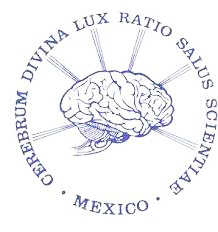 CEREBRUM DIVINA LUX RATIO SALUS SCIENTIAE
· MEXICO ·